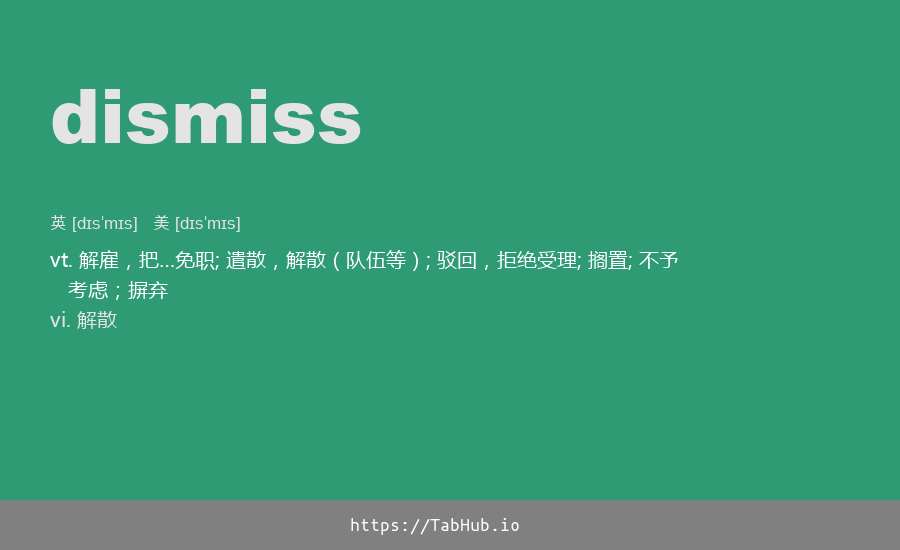 dismiss
英 [dɪsˈmɪs] 美 [dɪsˈmɪs]
vt. 解雇，把…免职; 遣散，解散（队伍等）; 驳回，拒绝受理; 搁置; 不予
考虑；摒弃
vi. 解散
https://TabHub.io